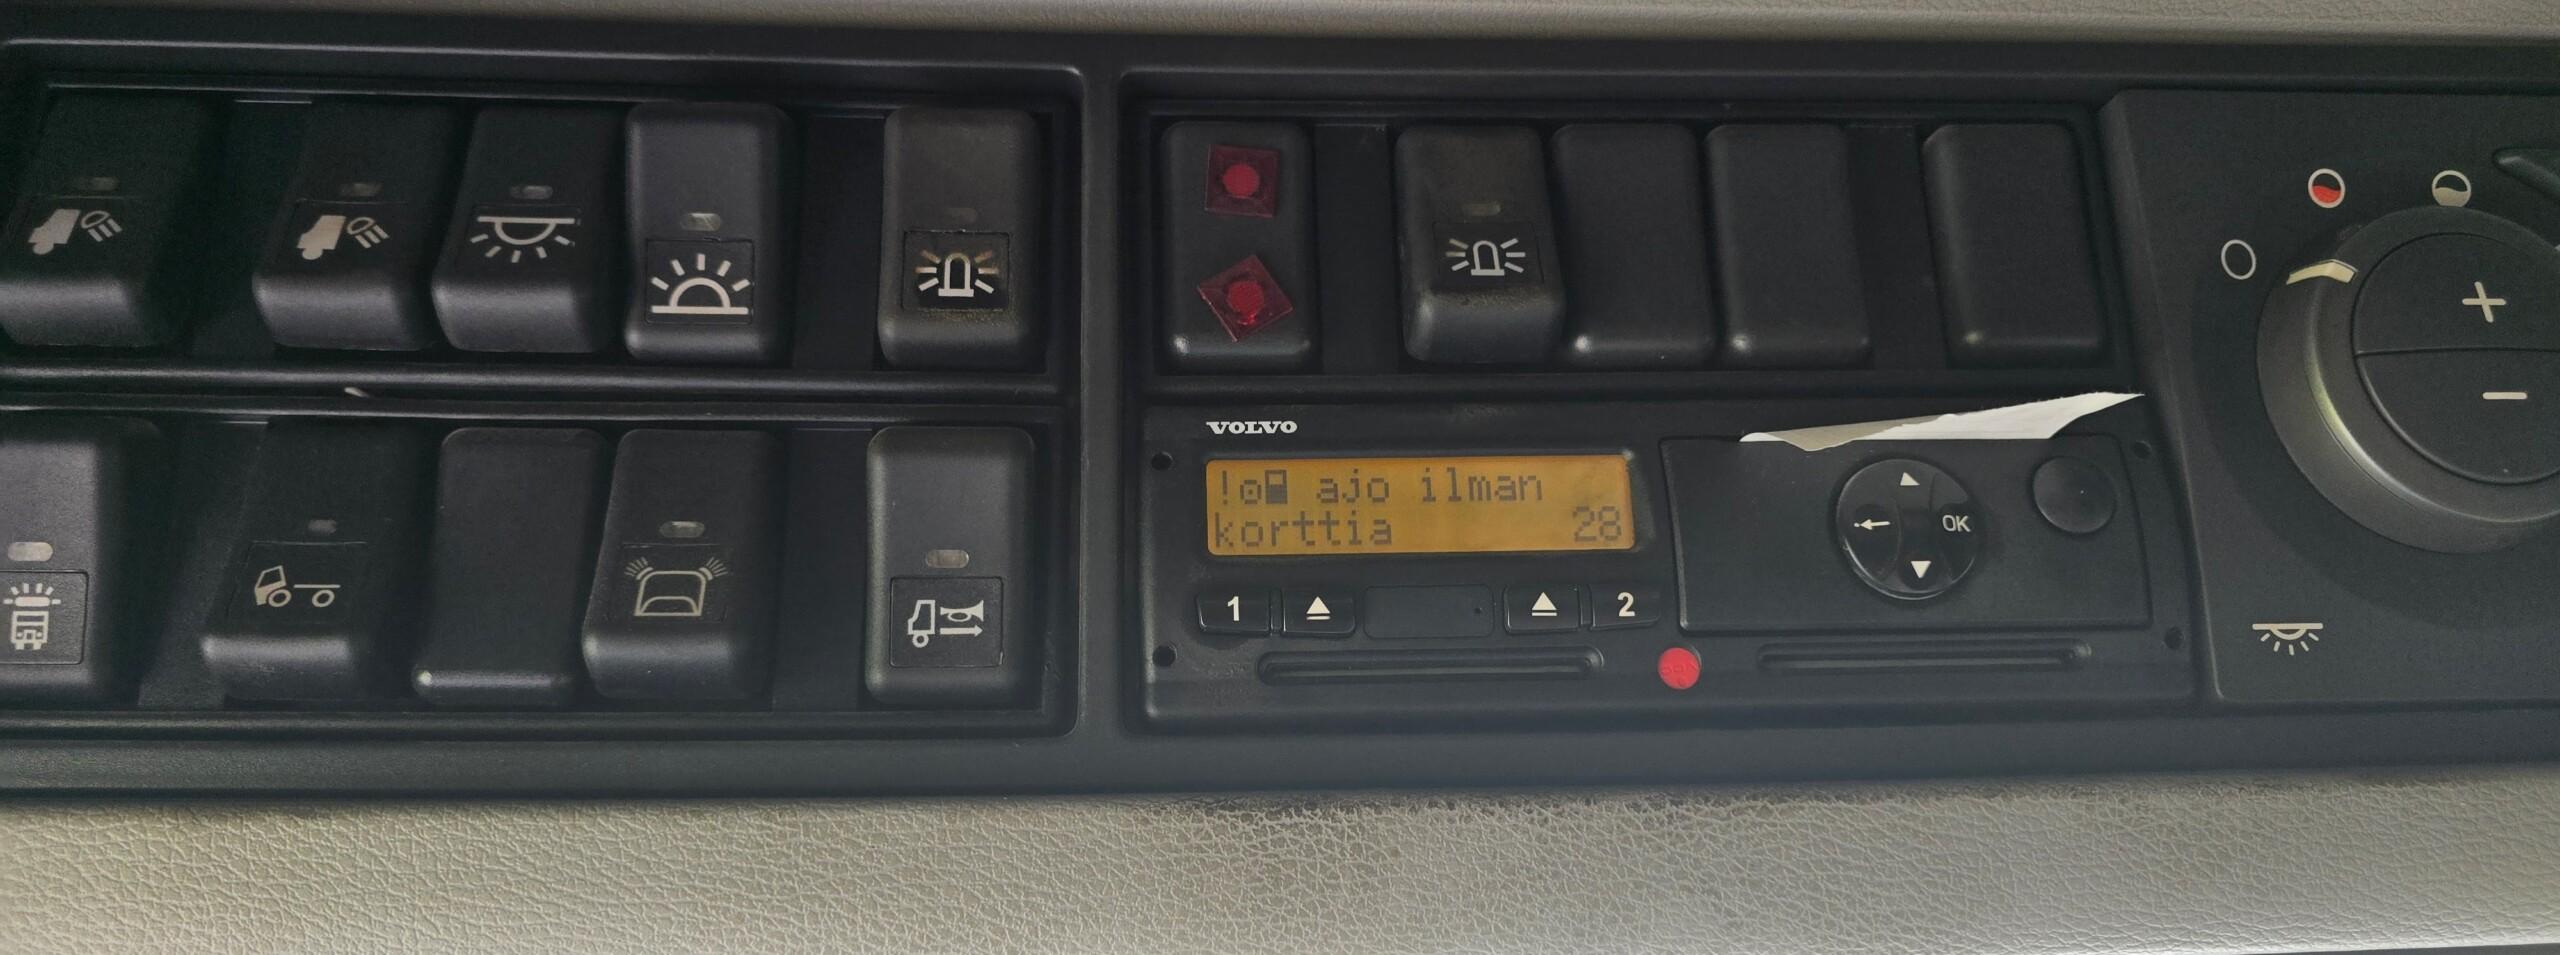 VOLVO
! ajo ilman
korttia 28
1 2
OK